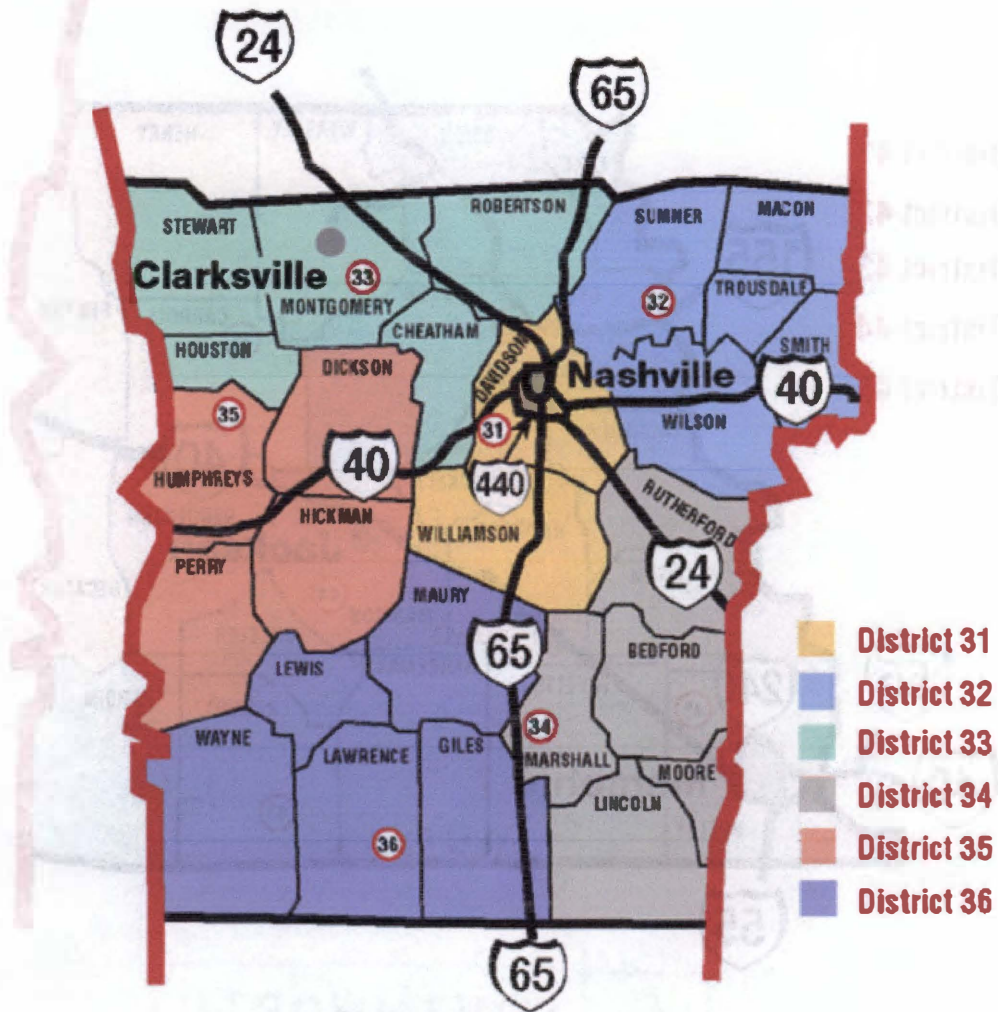 24
65
STEWART
ROBERTSON
SUMNER
MACON
Clarksville
33
MONTGOMERY
32
TROUSDALE
CHEATHAM
SMITH
HOUSTON
DICKSON
DAVIDSON
Nashville
40
35
31
WILSON
40
440
HUMPHREYS
HICKMAN
WILLIAMSON
RUTHERFORD
24
PERRY
MAURY
65
BEDFORD
District 31
LEWIS
District 32
34
WAYNE
LAWRENCE
GILES
MARSHALL
MOORE
District 33
LINCOLN
District 34
36
District 35
District 36
65